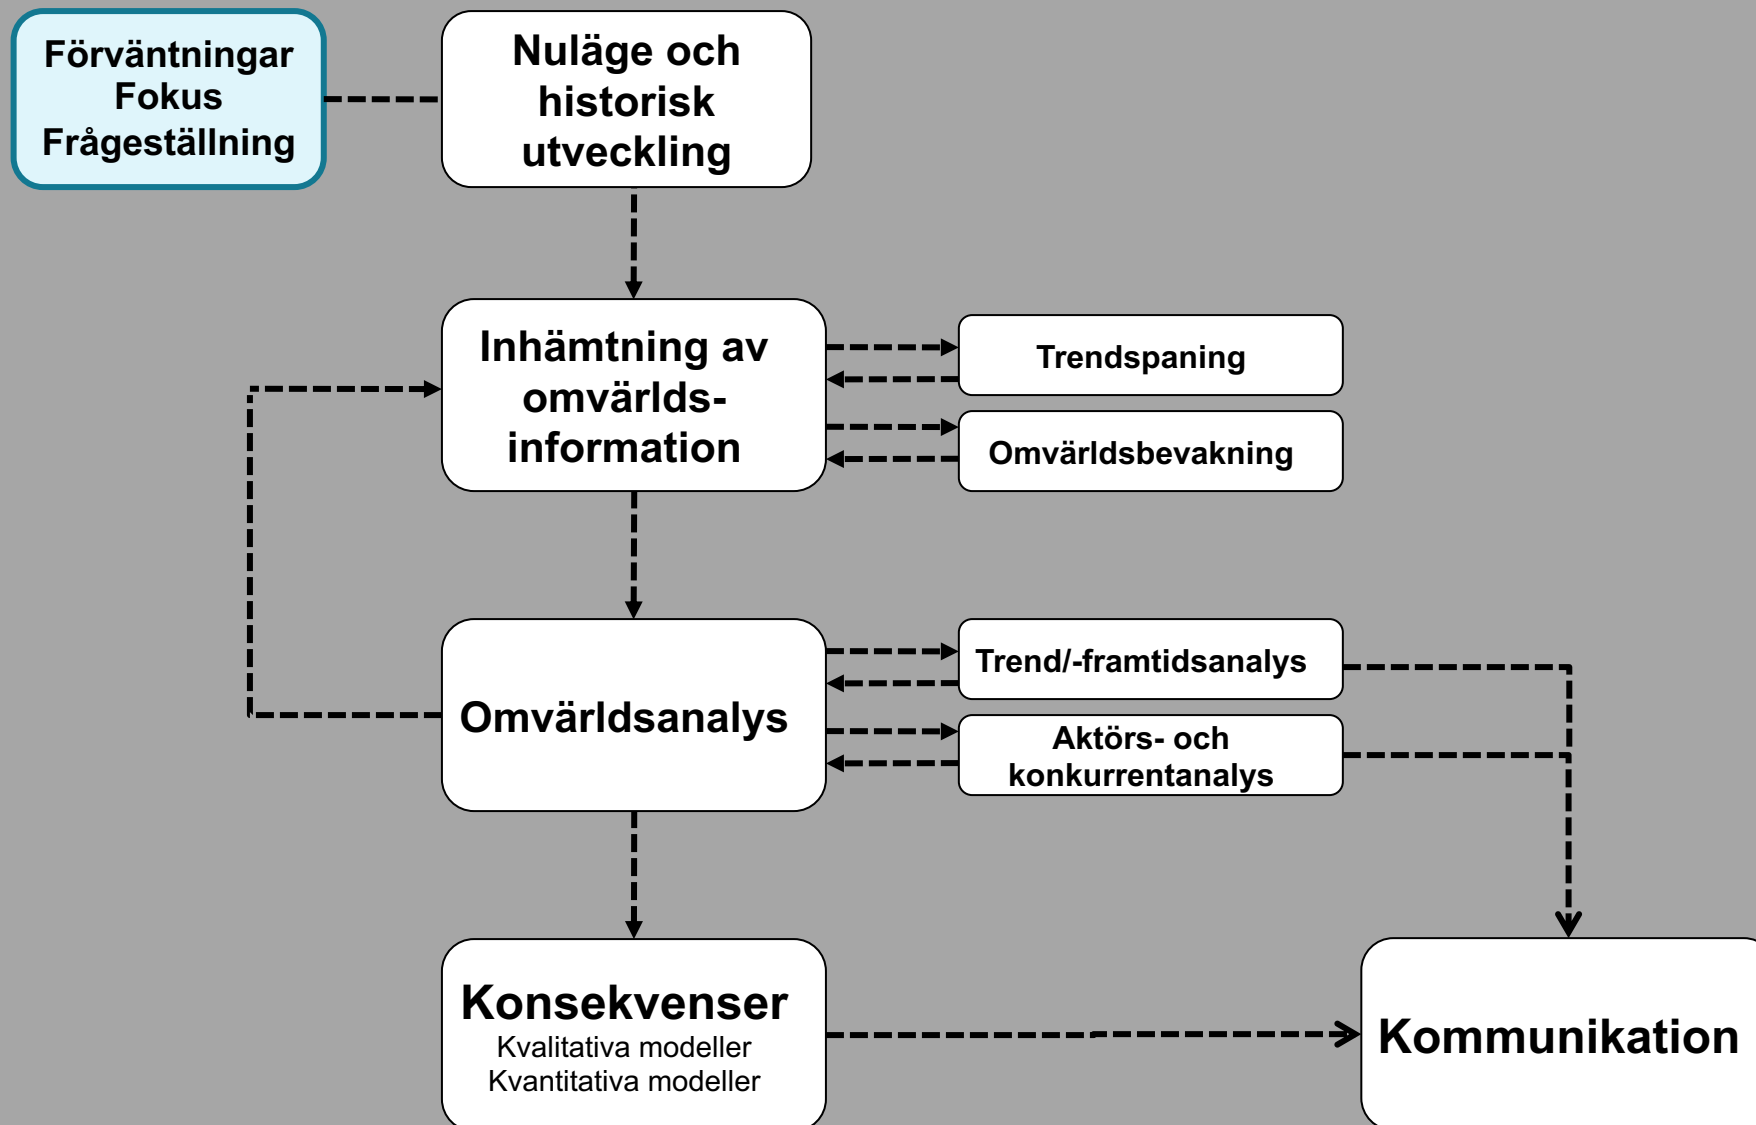 Förväntningar
Fokus
Frågeställning
Nuläge och
historisk
utveckling
Inhämtning av
omvärlds-
information
Trendspaning
Omvärldsbevakning
Omvärldsanalys
Trend/-framtidsanalys
Aktörs- och
konkurrentanalys
Konsekvenser
Kvalitativa modeller
Kvantitativa modeller
Kommunikation